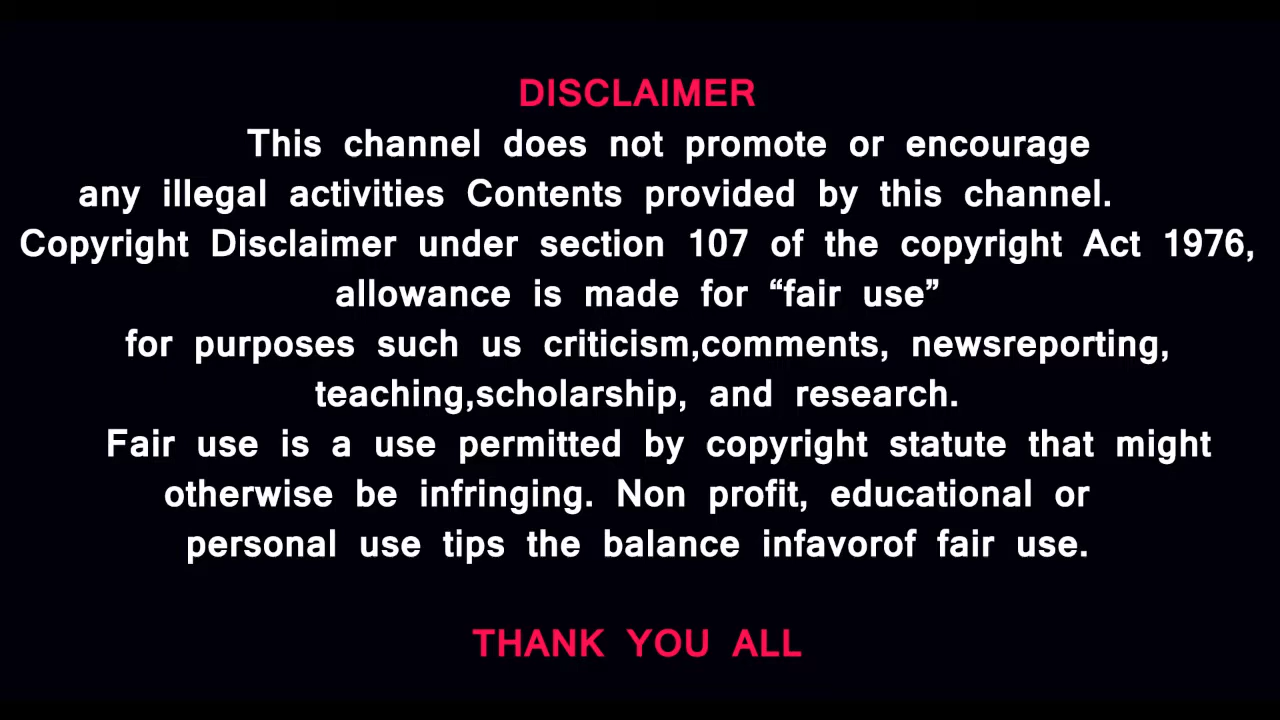 DISCLAIMER
This channel does not promote or encourage
any illegal activities Contents provided by this channel.
Copyright Disclaimer under section 107 of the copyright Act 1976,
allowance is made for “fair use”
for purposes such us criticism,comments, newsreporting,
teaching,scholarship, and research.
Fair use is a use permitted by copyright statute that might
otherwise be infringing. Non profit, educational or
personal use tips the balance infavorof fair use.
THANK YOU ALL